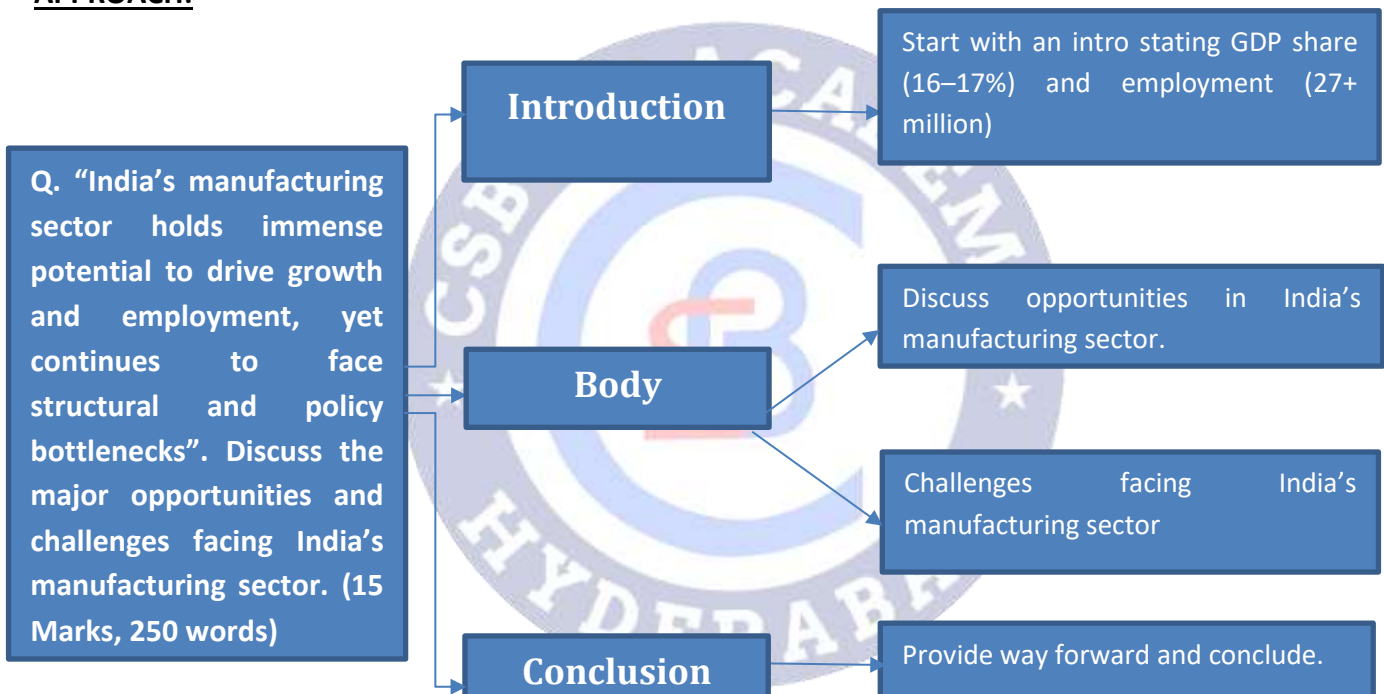 APPROACH:
Q. “India’s manufacturing
sector holds immense
potential to drive growth
and employment, yet
continues to face
structural and policy
bottlenecks”. Discuss the
major opportunities and
challenges facing India’s
manufacturing sector. (15
Marks, 250 words)
Introduction
Start with an intro stating GDP share
(16–17%) and employment (27+
million)
Body
Discuss opportunities in India’s
manufacturing sector.
Challenges facing India’s
manufacturing sector
Conclusion
Provide way forward and conclude.
CSB
HYDERABA